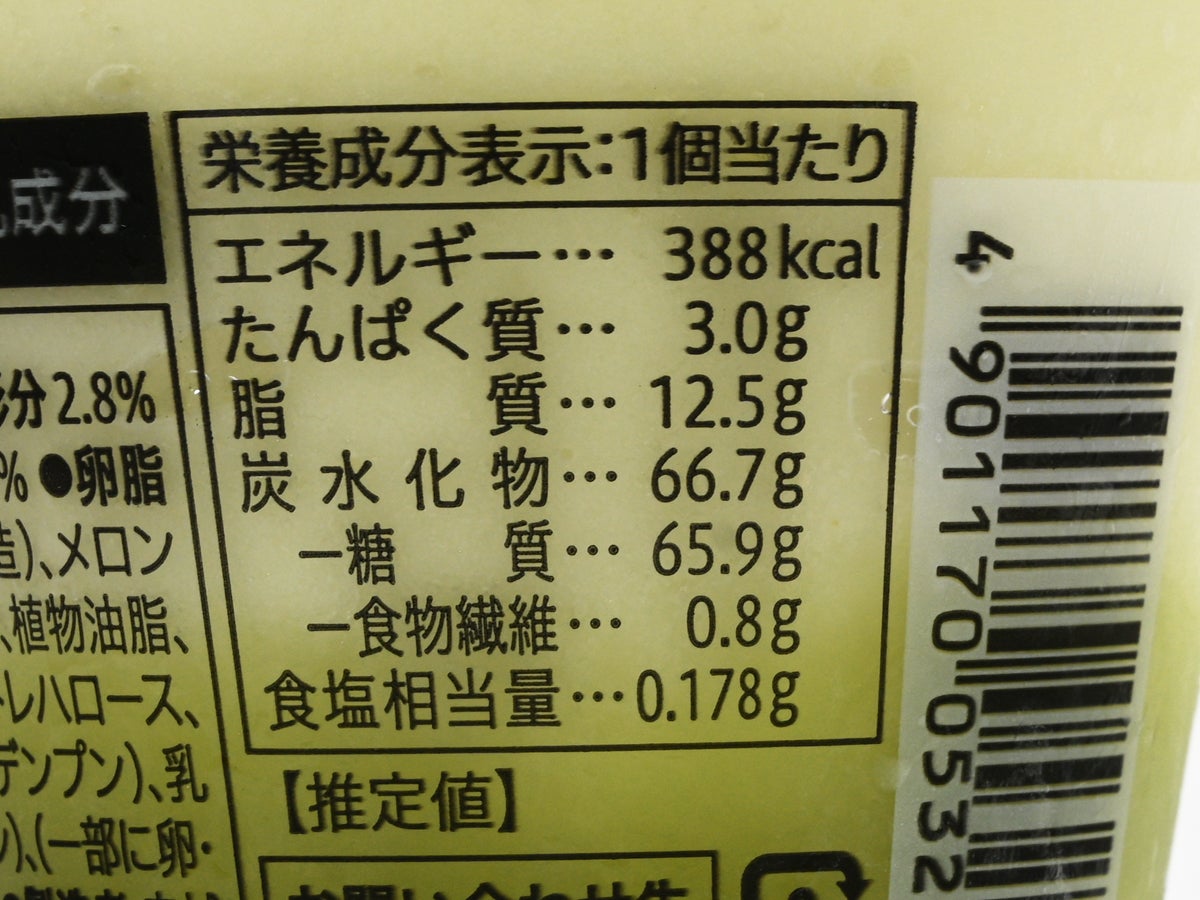 栄養成分表示:1個当たり
エネルギー… 388kcal
たんぱく質… 3.0g
脂質… 12.5g
炭水化物… 66.7g
－糖質… 65.9g
－食物繊維… 0.8g
食塩相当量…0.178g
【推定値】
成分
分2.8%
% ●卵脂
造)、メロン
、植物油脂、
トレハロース、
デンプン)、乳
)、(一部に卵・
4 901170 0532